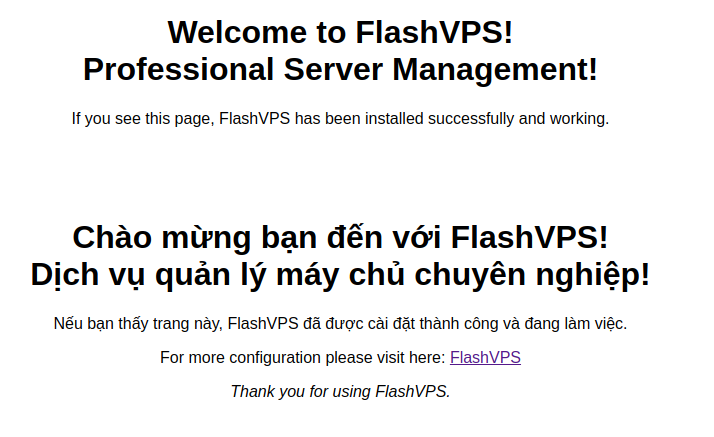 Welcome to FlashVPS!
Professional Server Management!
If you see this page, FlashVPS has been installed successfully and working.
Chào mừng bạn đến với FlashVPS!
Dịch vụ quản lý máy chủ chuyên nghiệp!
Nếu bạn thấy trang này, FlashVPS đã được cài đặt thành công và đang làm việc.
For more configuration please visit here: FlashVPS
Thank you for using FlashVPS.